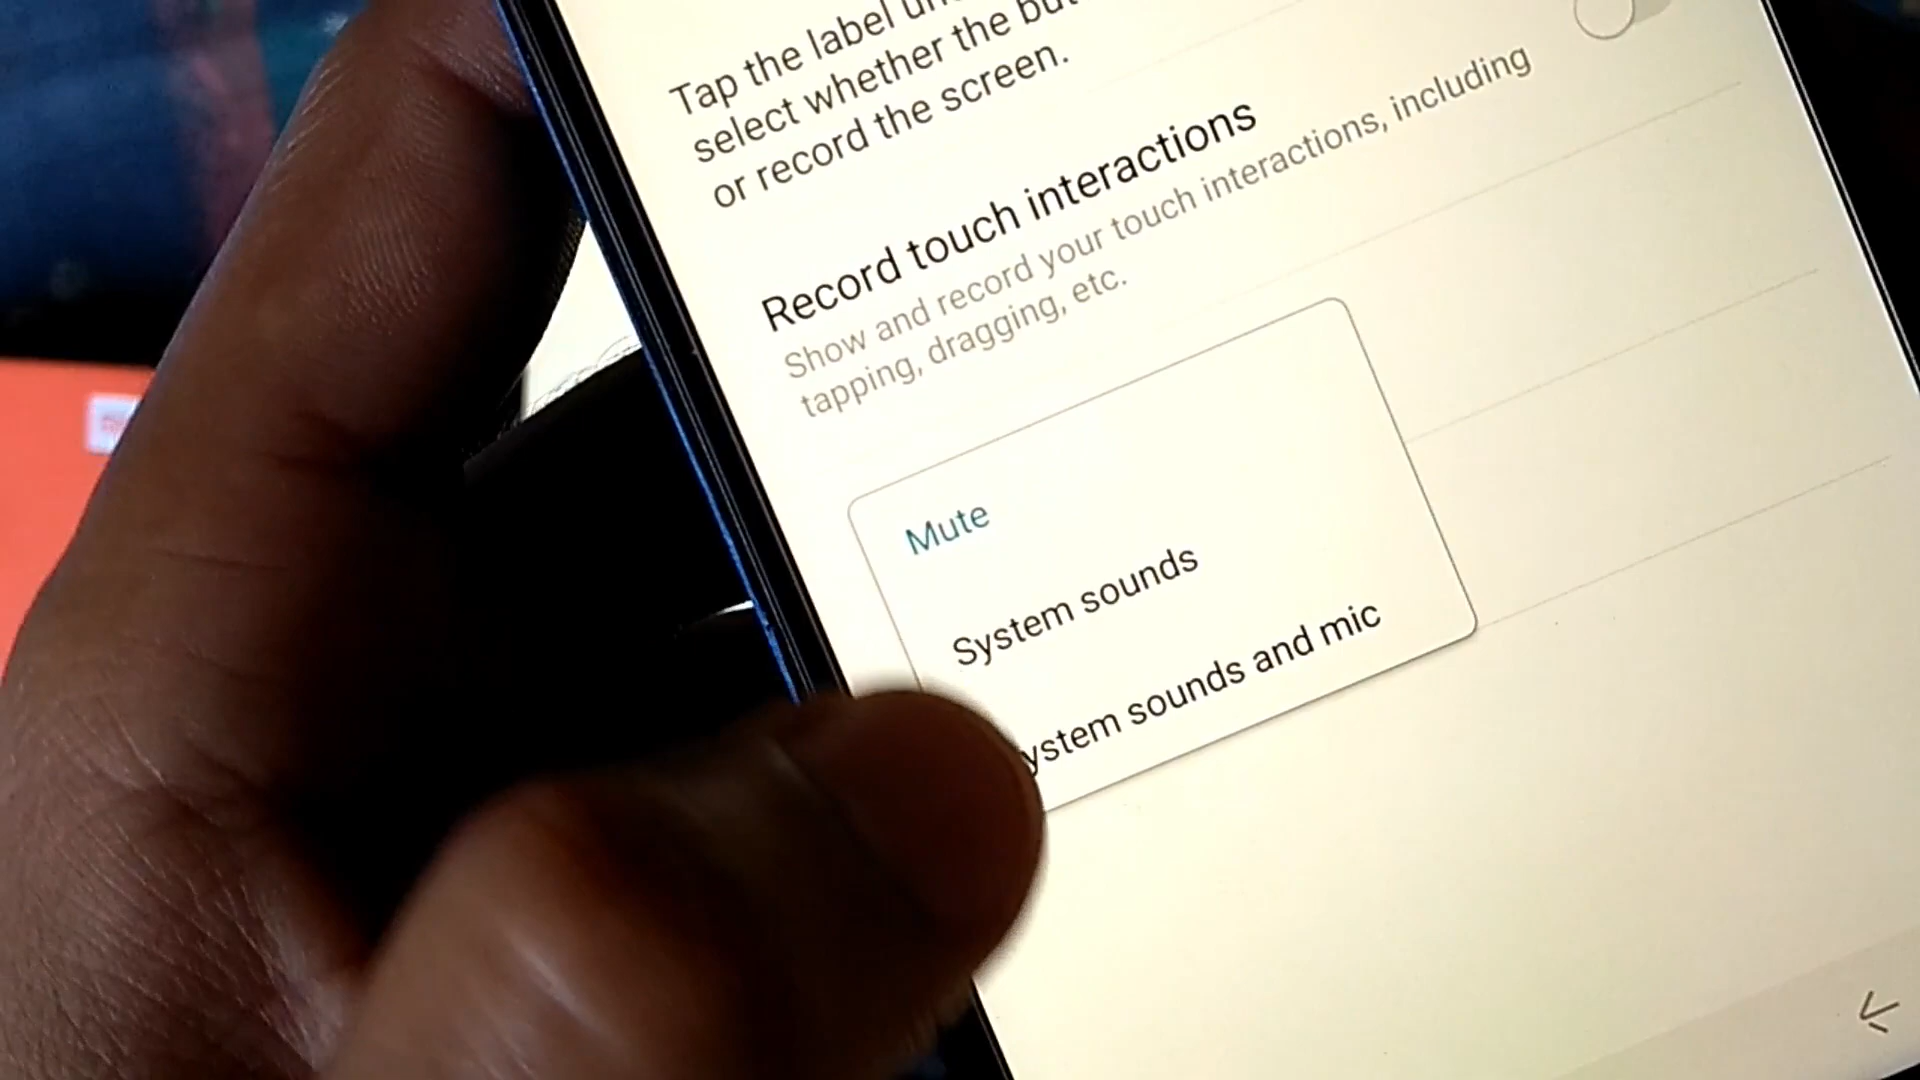 Tap the label
select whether the
or record the screen.
Record touch interactions
Show and record your touch interactions, including
tapping, dragging, etc.
Mute
System sounds
ystem sounds and mic